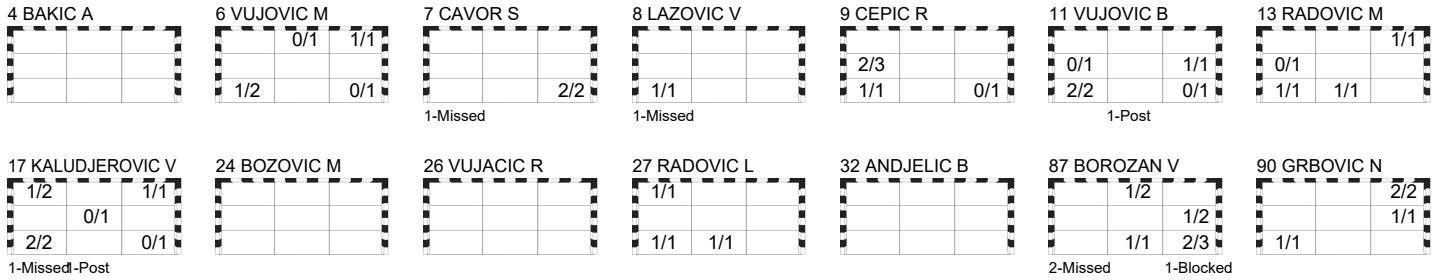 4 BAKIC A 6 VUJOVIC M 7 CAVOR S 8 LAZOVIC V 9 CEPIC R 11 VUJOVIC B 13 RADOVIC M
0/1 1/1 1/1
2/3 0/1 1/1 0/1
1/2 0/1 2/2 1/1 1/1 0/1 2/2 0/1 1/1 1/1
1-Missed 1-Missed 1-Post
17 KALUDJEROVIC V 24 BOZOVIC M 26 VUJACIC R 27 RADOVIC L 32 ANDJELIC B 87 BOROZAN V 90 GRBOVIC N
1/2 1/1 1/1 1/2 2/2
0/1 1/2 1/1
2/2 0/1 1/1 1/1 1/1 2/3 1/1
1-Missed 1-Post 2-Missed 1-Blocked